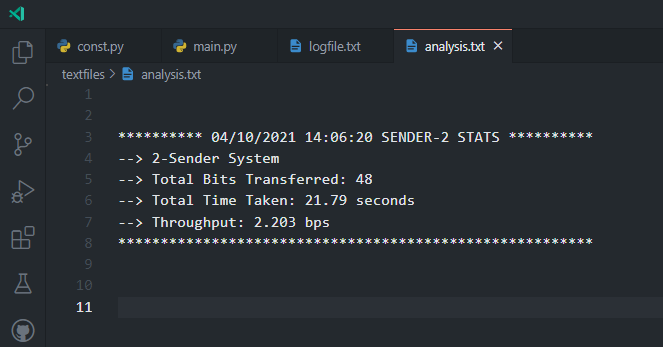 const.py main.py logfile.txt analysis.txt
textfiles > analysis.txt
1
2
3 ********** 04/10/2021 14:06:20 SENDER-2 STATS **********
4 --> 2-Sender System
5 --> Total Bits Transferred: 48
6 --> Total Time Taken: 21.79 seconds
7 --> Throughput: 2.203 bps
8 ********************************************************
9
10
11